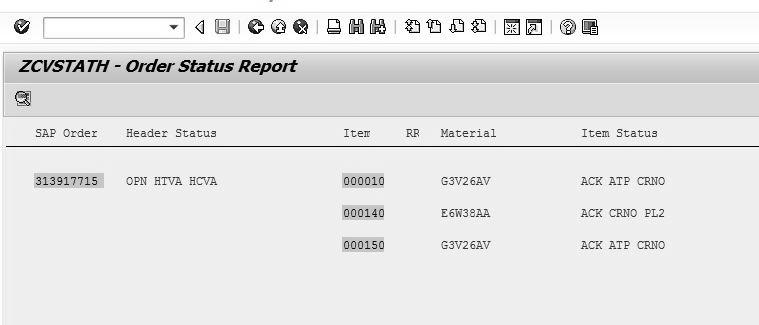 ZCVSTATH - Order Status Report
SAP Order Header Status Item RR Material Item Status
313917715 OPN HTVA HCVA 000010 G3V26AV ACK ATP CRNO
000140 E6W38AA ACK CRNO PL2
000150 G3V26AV ACK ATP CRNO